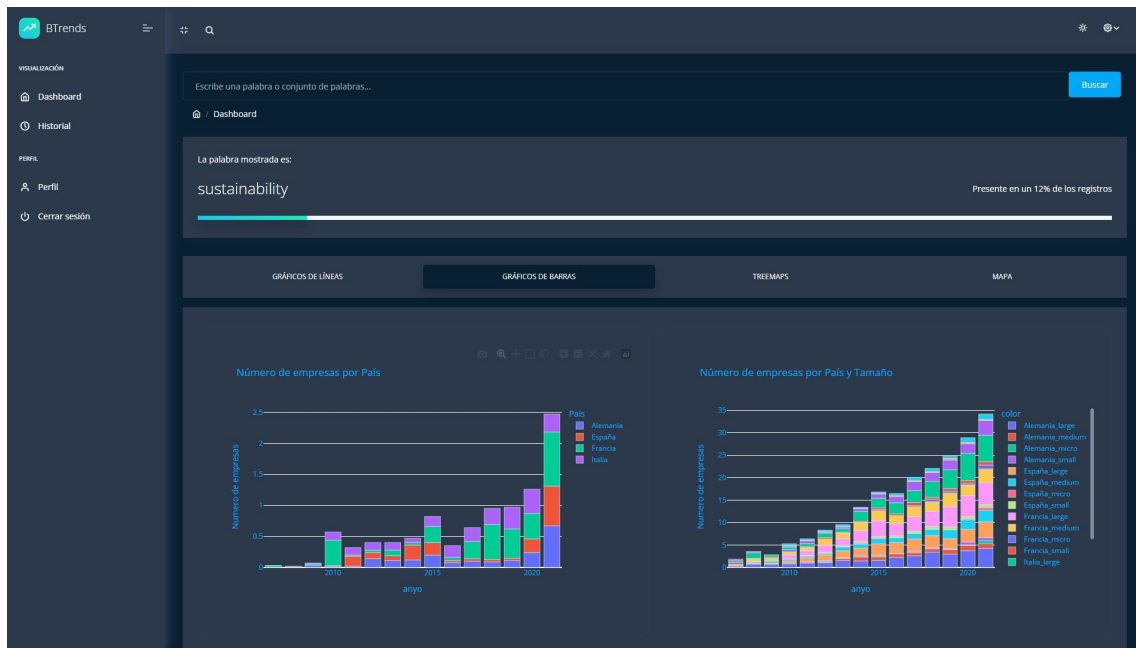 BTrends
VISUALIZACIÓN
Dashboard
Historial
PERFIL
Perfil
Cerrar sesión
Escribe una palabra o conjunto de palabras...
Buscar
/ Dashboard
La palabra mostrada es:
sustainability
Presente en un 12% de los registros
GRÁFICOS DE LÍNEAS
GRÁFICOS DE BARRAS
TREEMAPS
MAPA
Número de empresas por País
Número de empresas
2.5
2
1.5
1
0.5
0
2010
2015
2020
anyo
Pais
Alemania
España
Francia
Italia
Número de empresas por País y Tamaño
Número de empresas
35
30
25
20
15
10
5
0
2010
2015
2020
anyo
color
Alemania_large
Alemania_medium
Alemania_micro
Alemania_small
España_large
España_medium
España_micro
España_small
Francia_large
Francia_medium
Francia_micro
Francia_small
Italia_large